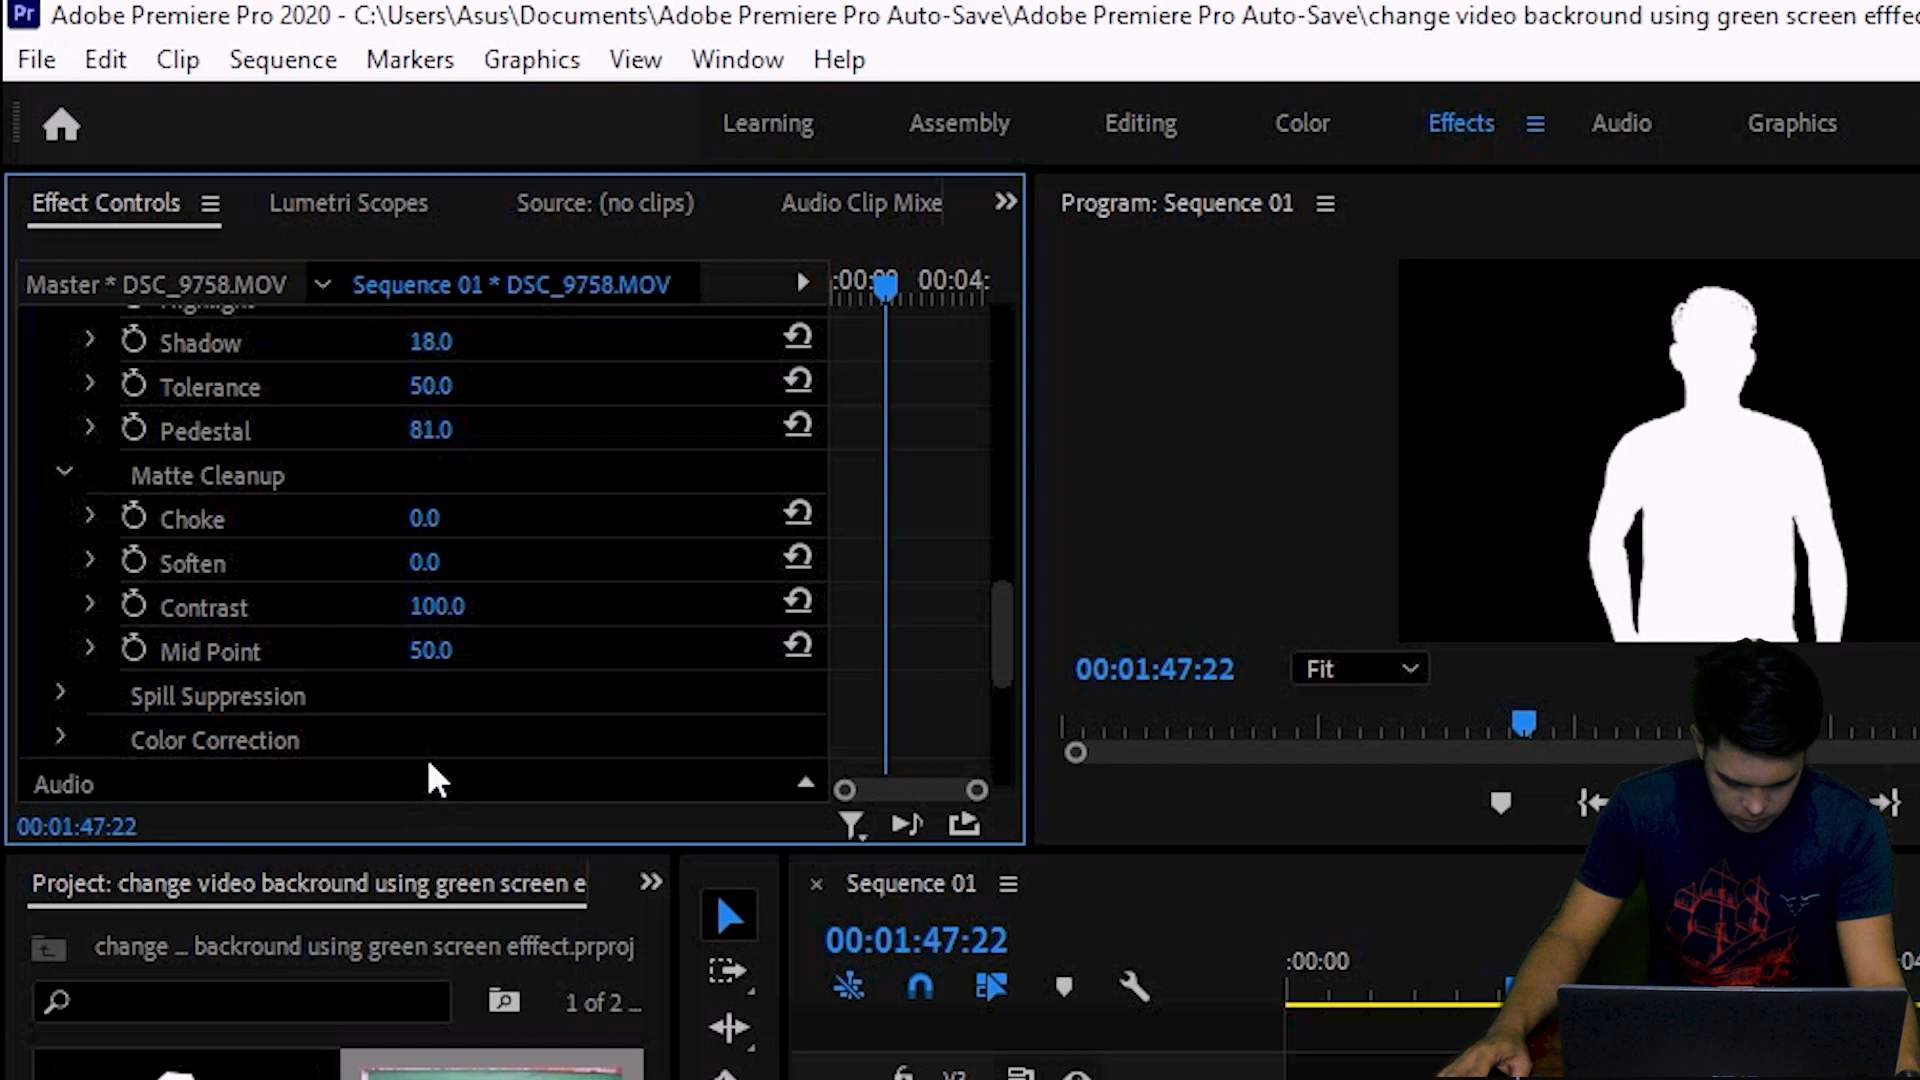 Pr Adobe Premiere Pro 2020 - C:\Users\Asus\Documents\Adobe Premiere Pro Auto-Save\Adobe Premiere Pro Auto-Save\change video backround using green screen efffec
File Edit Clip Sequence Markers Graphics View Window Help
Learning Assembly Editing Color Effects Audio Graphics
Effect Controls Lumetri Scopes Source: (no clips) Audio Clip Mixe
Program: Sequence 01
Master * DSC_9758.MOV Sequence 01 * DSC_9758.MOV
00:04:
Shadow 18.0
Tolerance 50.0
Pedestal 81.0
Matte Cleanup
Choke 0.0
Soften 0.0
Contrast 100.0
Mid Point 50.0
Spill Suppression
Color Correction
Audio
00:01:47:22
00:01:47:22 Fit
Project: change video backround using green screen e
change ... backround using green screen efffect.prproj
1 of 2 ...
× Sequence 01
00:01:47:22
:00:00